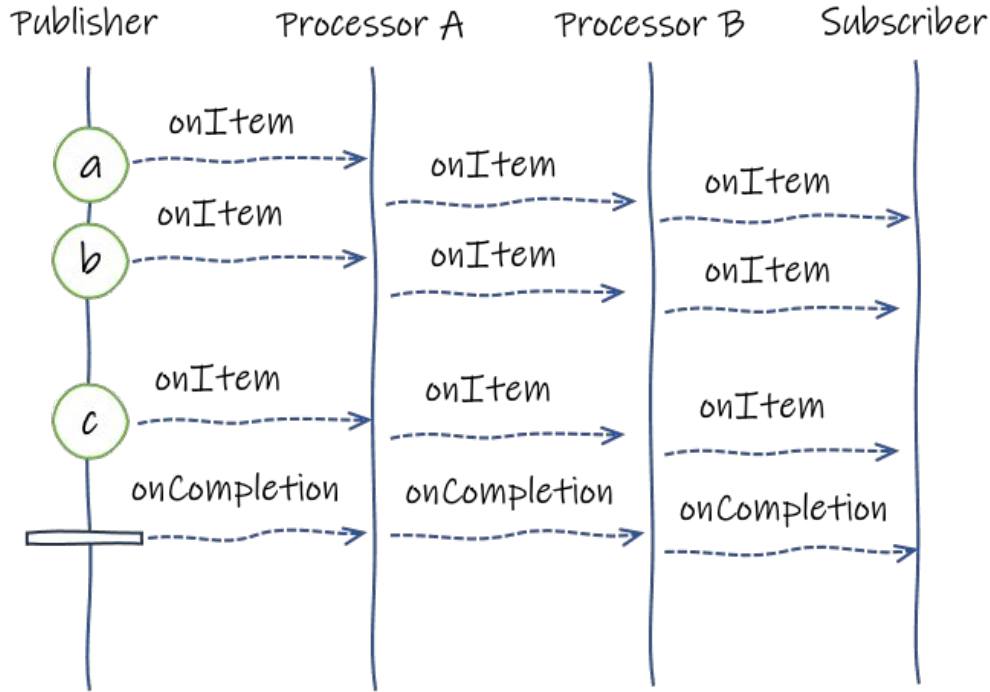 Publisher
Processor A
Processor B
Subscriber
onItem
a
onItem
onItem
onItem
b
onItem
onItem
onItem
c
onItem
onItem
onCompletion
onCompletion
onCompletion